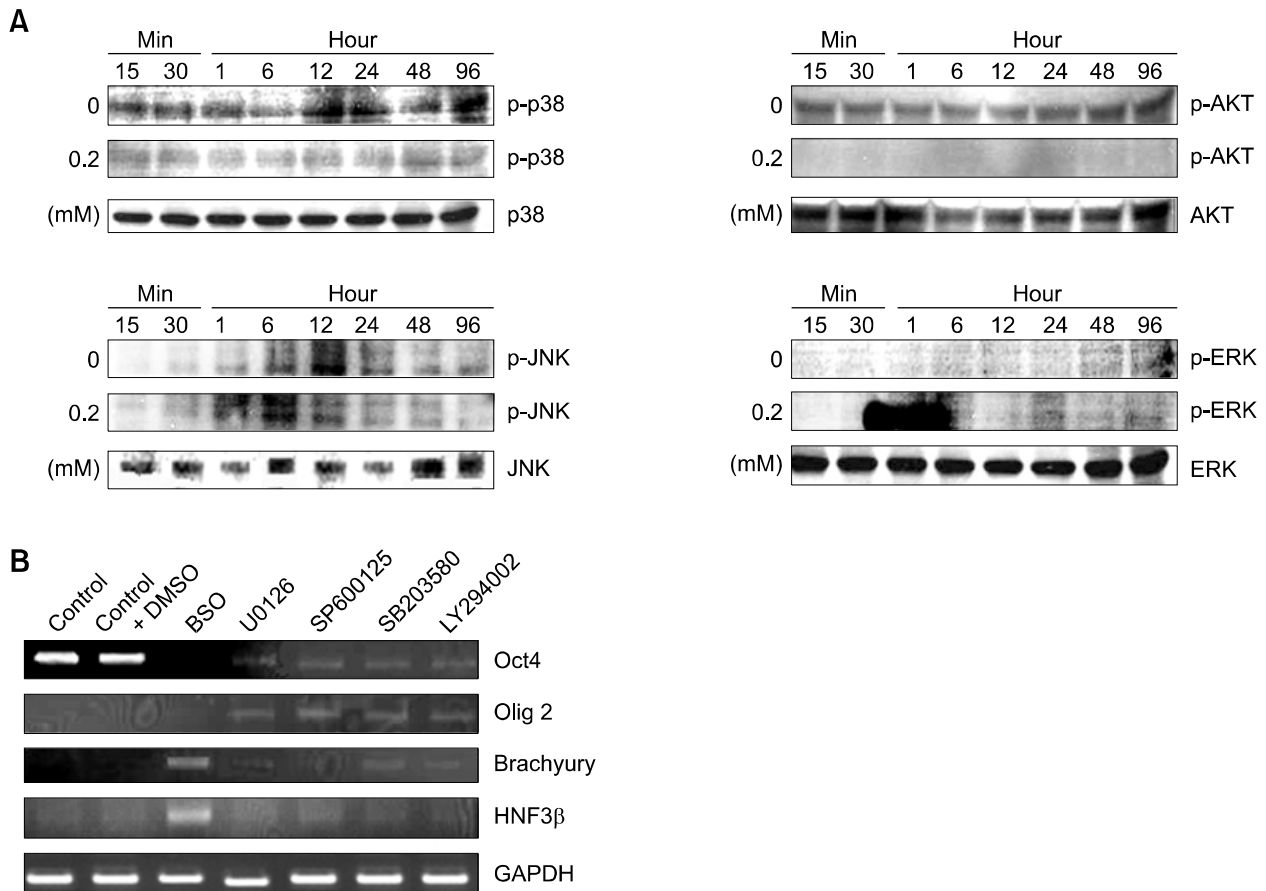 A
Min Hour
15 30 1 6 12 24 48 96
0 p-p38
0.2 p-p38
(mM) p38
Min Hour
15 30 1 6 12 24 48 96
0 p-AKT
0.2 p-AKT
(mM) AKT
Min Hour
15 30 1 6 12 24 48 96
0 p-JNK
0.2 p-JNK
(mM) JNK
Min Hour
15 30 1 6 12 24 48 96
0 p-ERK
0.2 p-ERK
(mM) ERK
B
Control
Control
+ DMSO
BSO
U0126
SP600125
SB203580
LY294002
Oct4
Olig 2
Brachyury
HNF3β
GAPDH